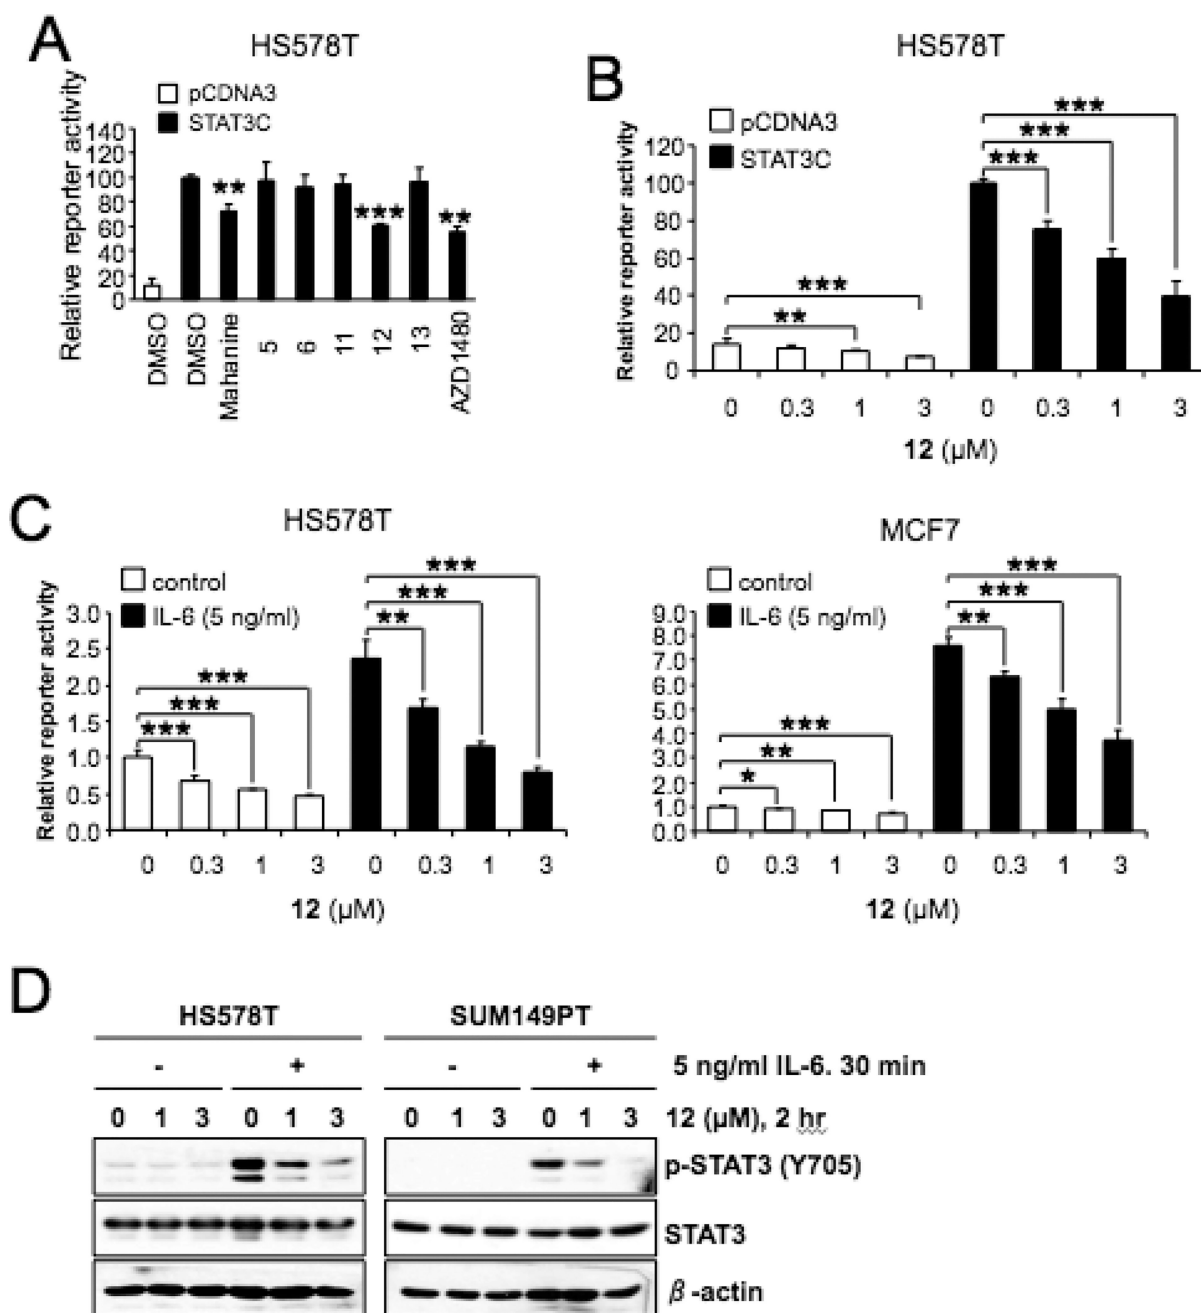 A
HS578T
pCDNA3
STAT3C
Relative reporter activity
140
120
100
80
60
40
20
0
** *** **
DMSO
DMSO
Mahanine
5
6
11
12
13
AZD1480
B
HS578T
pCDNA3
STAT3C
Relative reporter activity
120
100
80
60
40
20
0
***
**
***
***
***
0 0.3 1 3 0 0.3 1 3
12 (μM)
C
HS578T
control
IL-6 (5 ng/ml)
Relative reporter activity
3.0
2.5
2.0
1.5
1.0
0.5
0.0
***
***
***
***
***
**
0 0.3 1 3 0 0.3 1 3
12 (μM)
MCF7
control
IL-6 (5 ng/ml)
9.0
8.0
7.0
6.0
5.0
4.0
3.0
2.0
1.0
0.0
***
**
*
***
***
**
0 0.3 1 3 0 0.3 1 3
12 (μM)
D
HS578T SUM149PT
- + - + 5 ng/ml IL-6. 30 min
0 1 3 0 1 3 0 1 3 0 1 3 12 (μM), 2 hr
p-STAT3 (Y705)
STAT3
β-actin